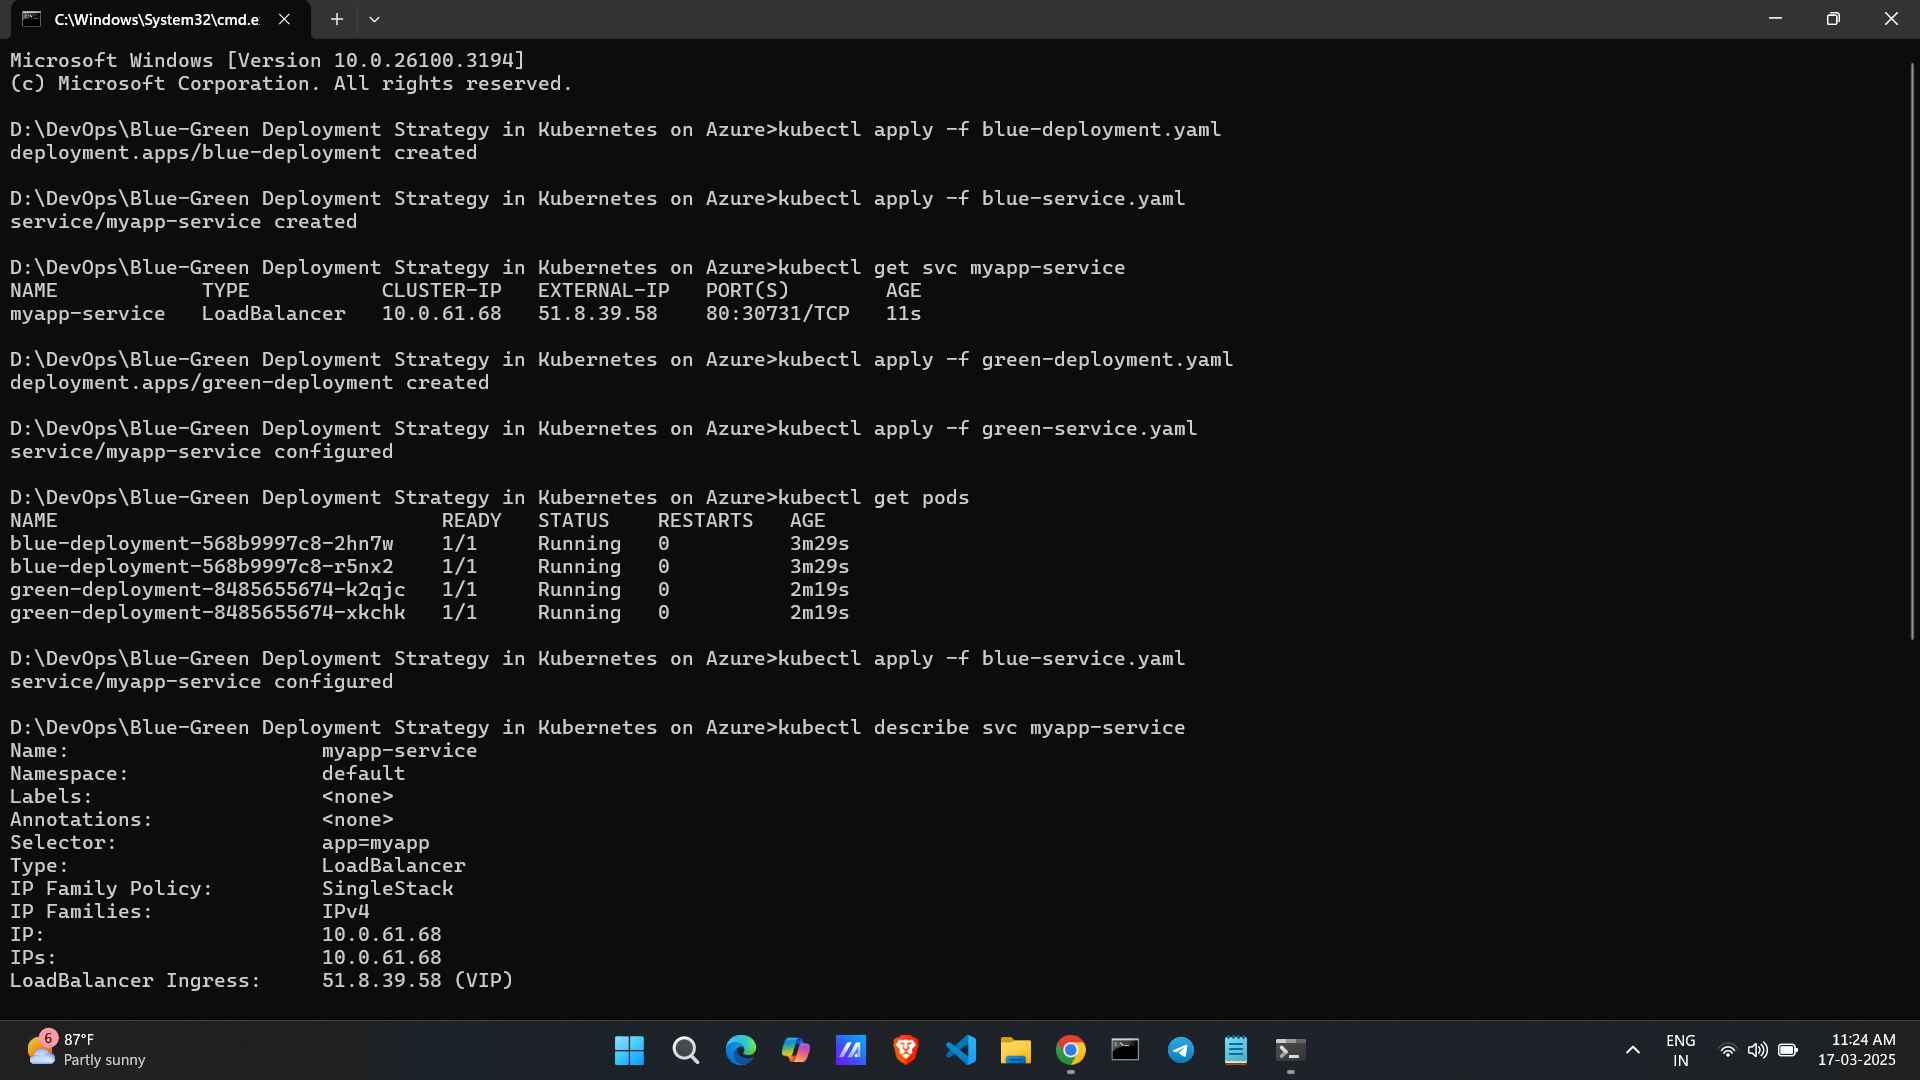 C:\Windows\System32\cmd.e
Microsoft Windows [Version 10.0.26100.3194]
(c) Microsoft Corporation. All rights reserved.
D:\DevOps\Blue-Green Deployment Strategy in Kubernetes on Azure>kubectl apply -f blue-deployment.yaml
deployment.apps/blue-deployment created
D:\DevOps\Blue-Green Deployment Strategy in Kubernetes on Azure>kubectl apply -f blue-service.yaml
service/myapp-service created
D:\DevOps\Blue-Green Deployment Strategy in Kubernetes on Azure>kubectl get svc myapp-service
NAME            TYPE           CLUSTER-IP   EXTERNAL-IP   PORT(S)        AGE
myapp-service   LoadBalancer   10.0.61.68   51.8.39.58    80:30731/TCP   11s
D:\DevOps\Blue-Green Deployment Strategy in Kubernetes on Azure>kubectl apply -f green-deployment.yaml
deployment.apps/green-deployment created
D:\DevOps\Blue-Green Deployment Strategy in Kubernetes on Azure>kubectl apply -f green-service.yaml
service/myapp-service configured
D:\DevOps\Blue-Green Deployment Strategy in Kubernetes on Azure>kubectl get pods
NAME                                READY   STATUS    RESTARTS   AGE
blue-deployment-568b9997c8-2hn7w    1/1     Running   0          3m29s
blue-deployment-568b9997c8-r5nx2    1/1     Running   0          3m29s
green-deployment-8485655674-k2qjc   1/1     Running   0          2m19s
green-deployment-8485655674-xkchk   1/1     Running   0          2m19s
D:\DevOps\Blue-Green Deployment Strategy in Kubernetes on Azure>kubectl apply -f blue-service.yaml
service/myapp-service configured
D:\DevOps\Blue-Green Deployment Strategy in Kubernetes on Azure>kubectl describe svc myapp-service
Name:                     myapp-service
Namespace:                default
Labels:                   <none>
Annotations:              <none>
Selector:                 app=myapp
Type:                     LoadBalancer
IP Family Policy:         SingleStack
IP Families:              IPv4
IP:                       10.0.61.68
IPs:                      10.0.61.68
LoadBalancer Ingress:     51.8.39.58 (VIP)
6
87°F
Partly sunny
ENG
IN
11:24 AM
17-03-2025